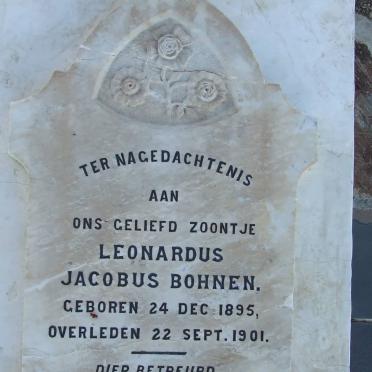 TER NAGEDACHTENIS
AAN
ONS GELIEFD ZOONTJE
LEONARDUS
JACOBUS BOHNEN.
GEBOREN 24 DEC 1895,
OVERLEDEN 22 SEPT. 1901.
DIEP BETREURD